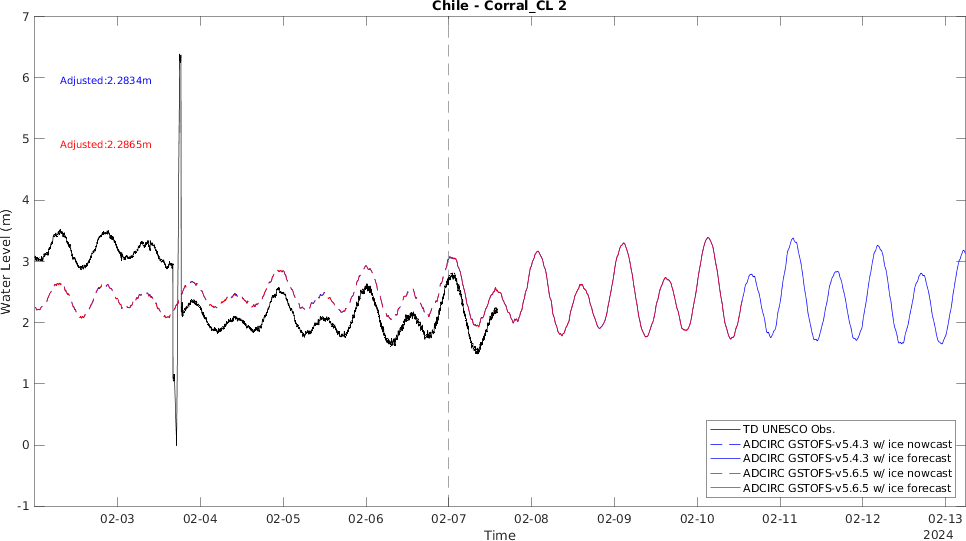 Chile - Corral_CL 2
7
6
5
4
3
2
1
0
-1
Water Level (m)
Adjusted:2.2834m
Adjusted:2.2865m
TD UNESCO Obs.
ADCIRC GSTOFS-v5.4.3 w/ ice nowcast
ADCIRC GSTOFS-v5.4.3 w/ ice forecast
ADCIRC GSTOFS-v5.6.5 w/ ice nowcast
ADCIRC GSTOFS-v5.6.5 w/ ice forecast
02-03 02-04 02-05 02-06 02-07 02-08 02-09 02-10 02-11 02-12 02-13
Time
2024